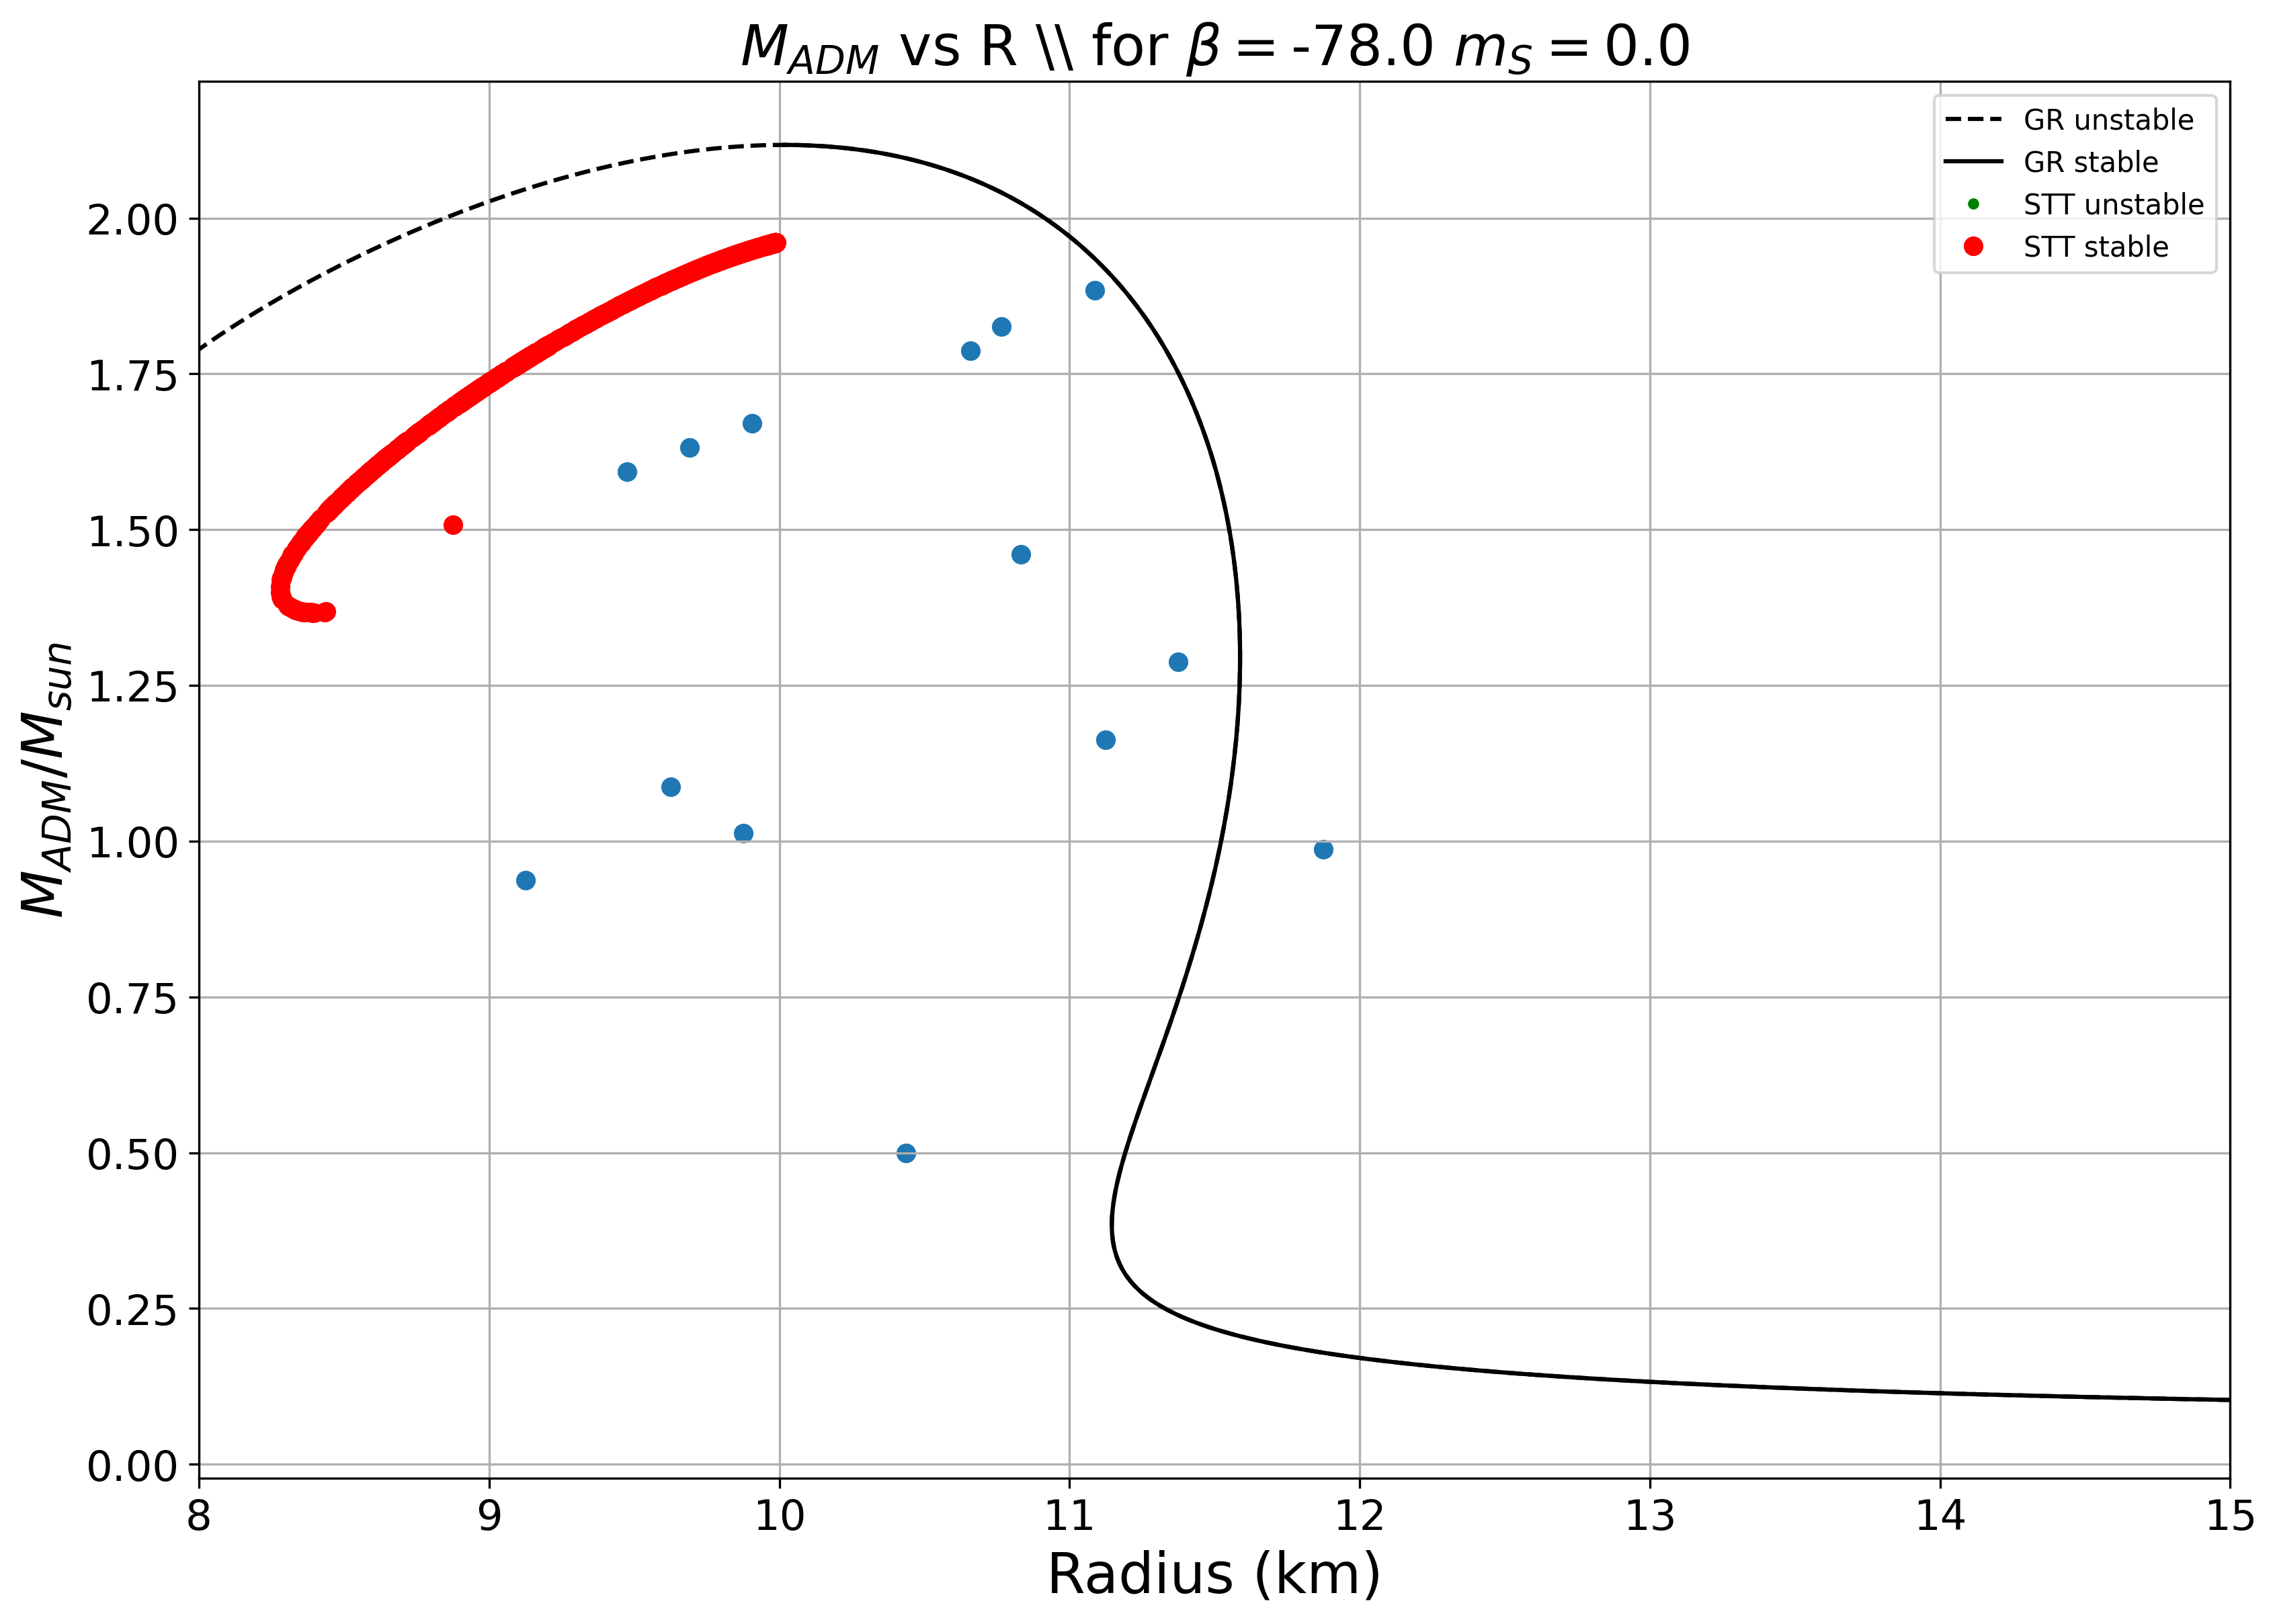 M_ADM vs R \\ for β = -78.0 m_S = 0.0
GR unstable
GR stable
STT unstable
STT stable
M_ADM/M_sun
2.00
1.75
1.50
1.25
1.00
0.75
0.50
0.25
0.00
8 9 10 11 12 13 14 15
Radius (km)